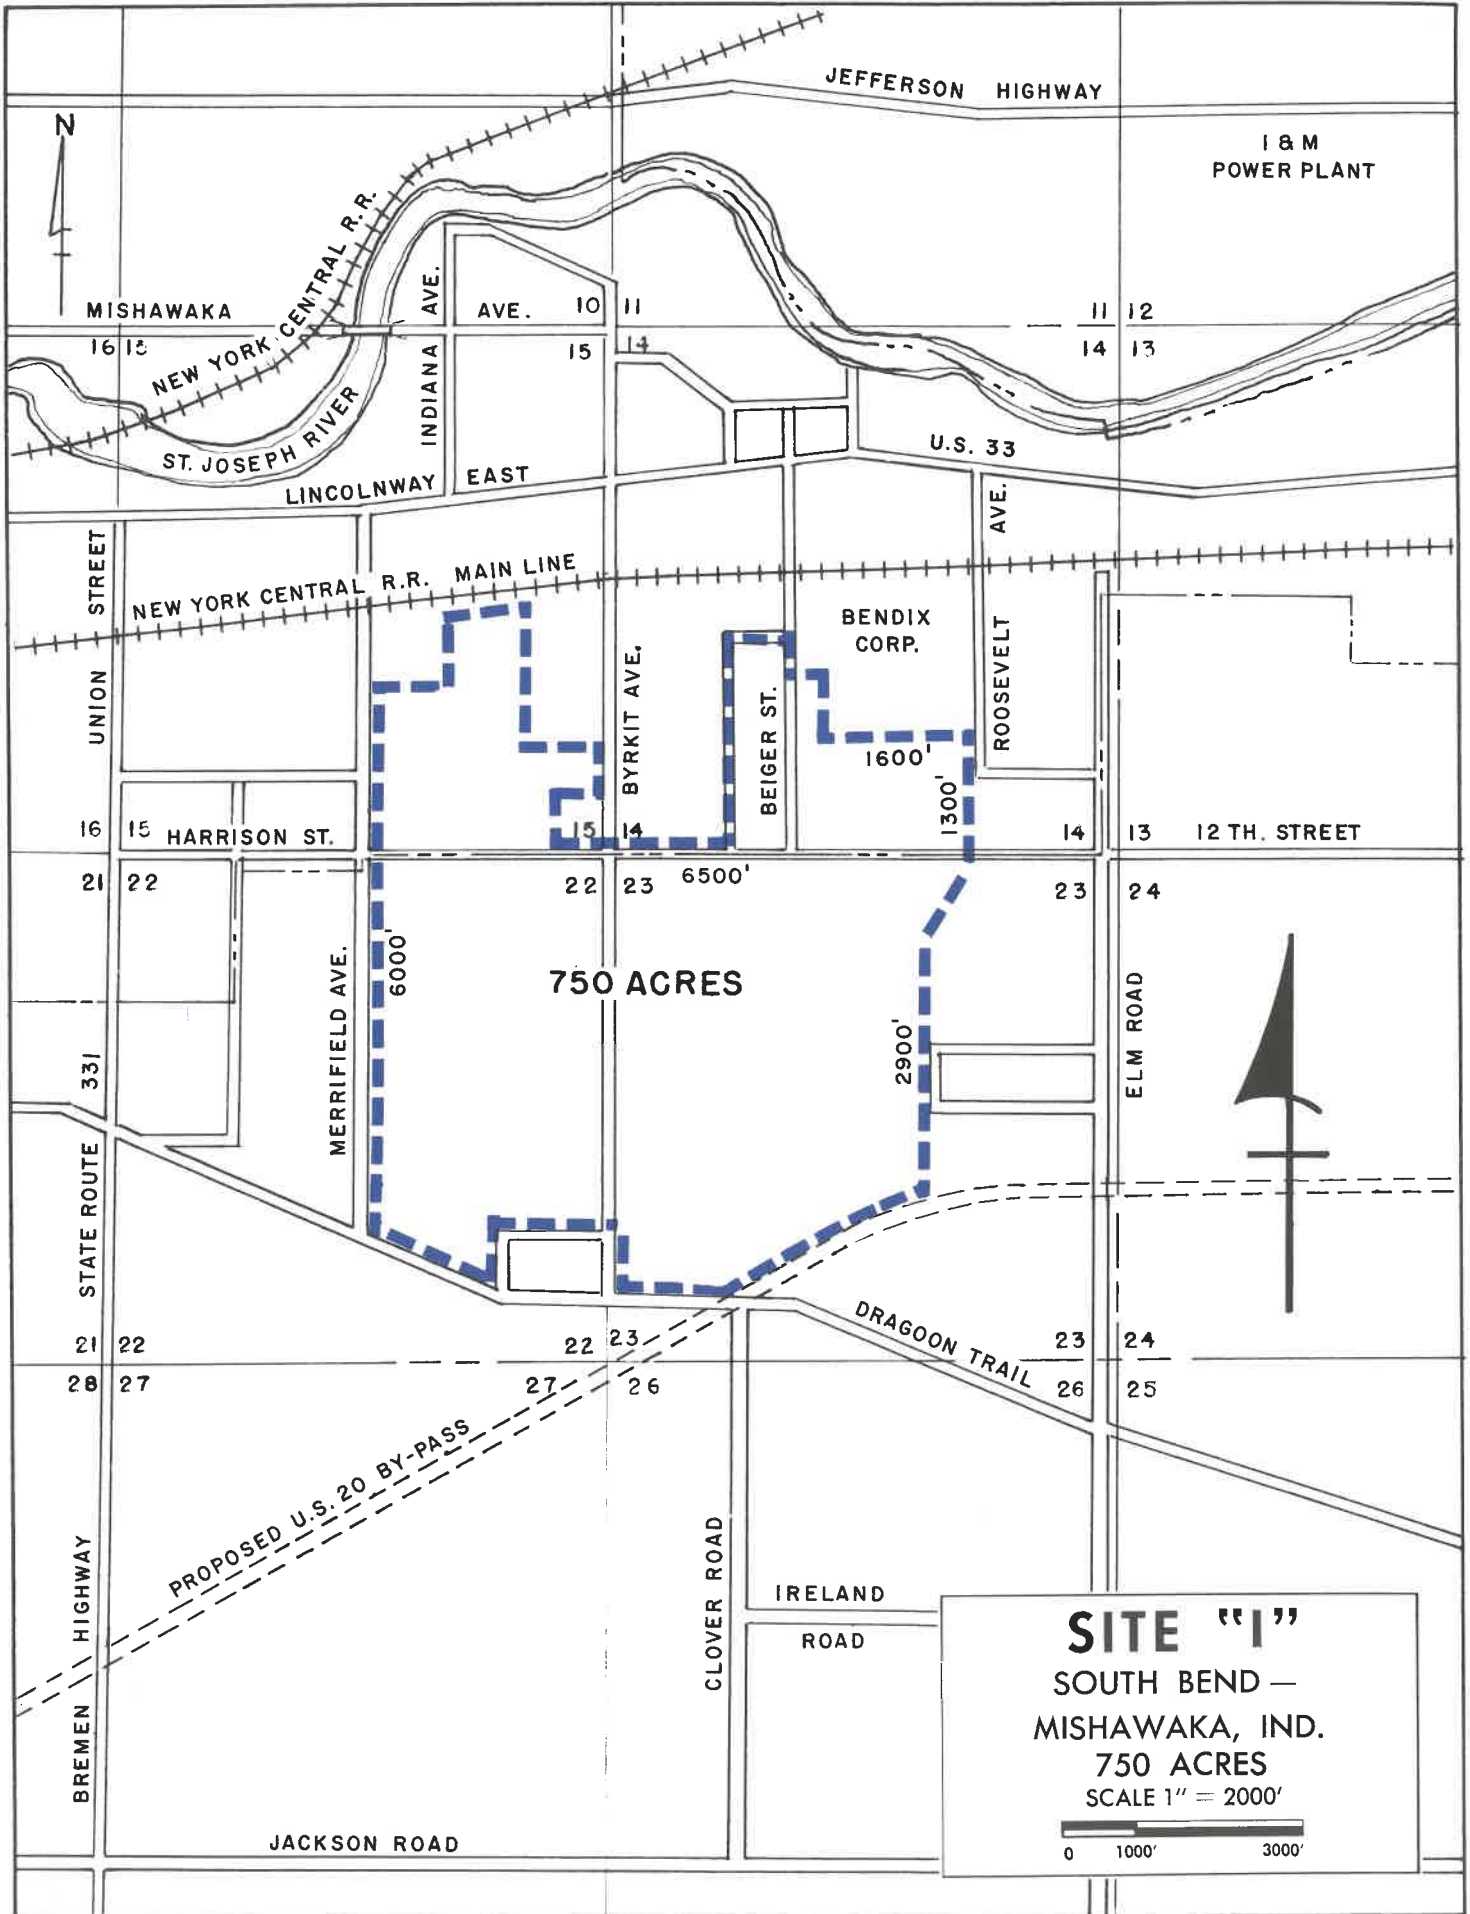 JEFFERSON HIGHWAY
I & M
POWER PLANT
N
NEW YORK CENTRAL R.R.
MISHAWAKA AVE.
10 11
11 12
16 15
15 14
14 13
INDIANA AVE.
ST. JOSEPH RIVER
U.S. 33
LINCOLNWAY EAST
UNION STREET
NEW YORK CENTRAL R.R. MAIN LINE
BENDIX
CORP.
ROOSEVELT AVE.
BYRKIT AVE.
BEIGER ST.
1600'
1300'
16 15
HARRISON ST.
15 14
14 13
12 TH. STREET
21 22
22 23
6500'
23 24
6000'
MERRIFIELD AVE.
750 ACRES
2900'
ELM ROAD
STATE ROUTE 331
DRAGOON TRAIL
21 22
22 23
23 24
28 27
27 26
26 25
PROPOSED U.S. 20 BY-PASS
BREMEN HIGHWAY
CLOVER ROAD
IRELAND
ROAD
JACKSON ROAD
SITE "I"
SOUTH BEND —
MISHAWAKA, IND.
750 ACRES
SCALE 1" = 2000'
0 1000' 3000'